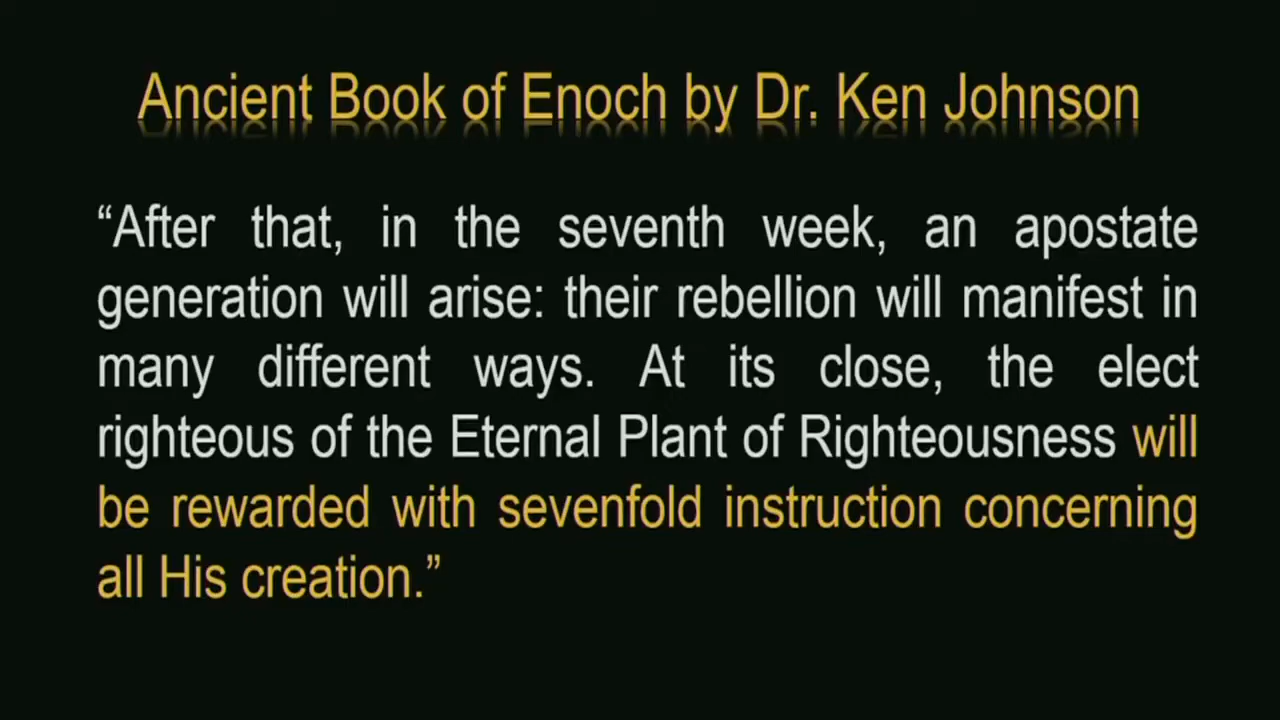 Ancient Book of Enoch by Dr. Ken Johnson
“After that, in the seventh week, an apostate
generation will arise: their rebellion will manifest in
many different ways. At its close, the elect
righteous of the Eternal Plant of Righteousness will
be rewarded with sevenfold instruction concerning
all His creation.”